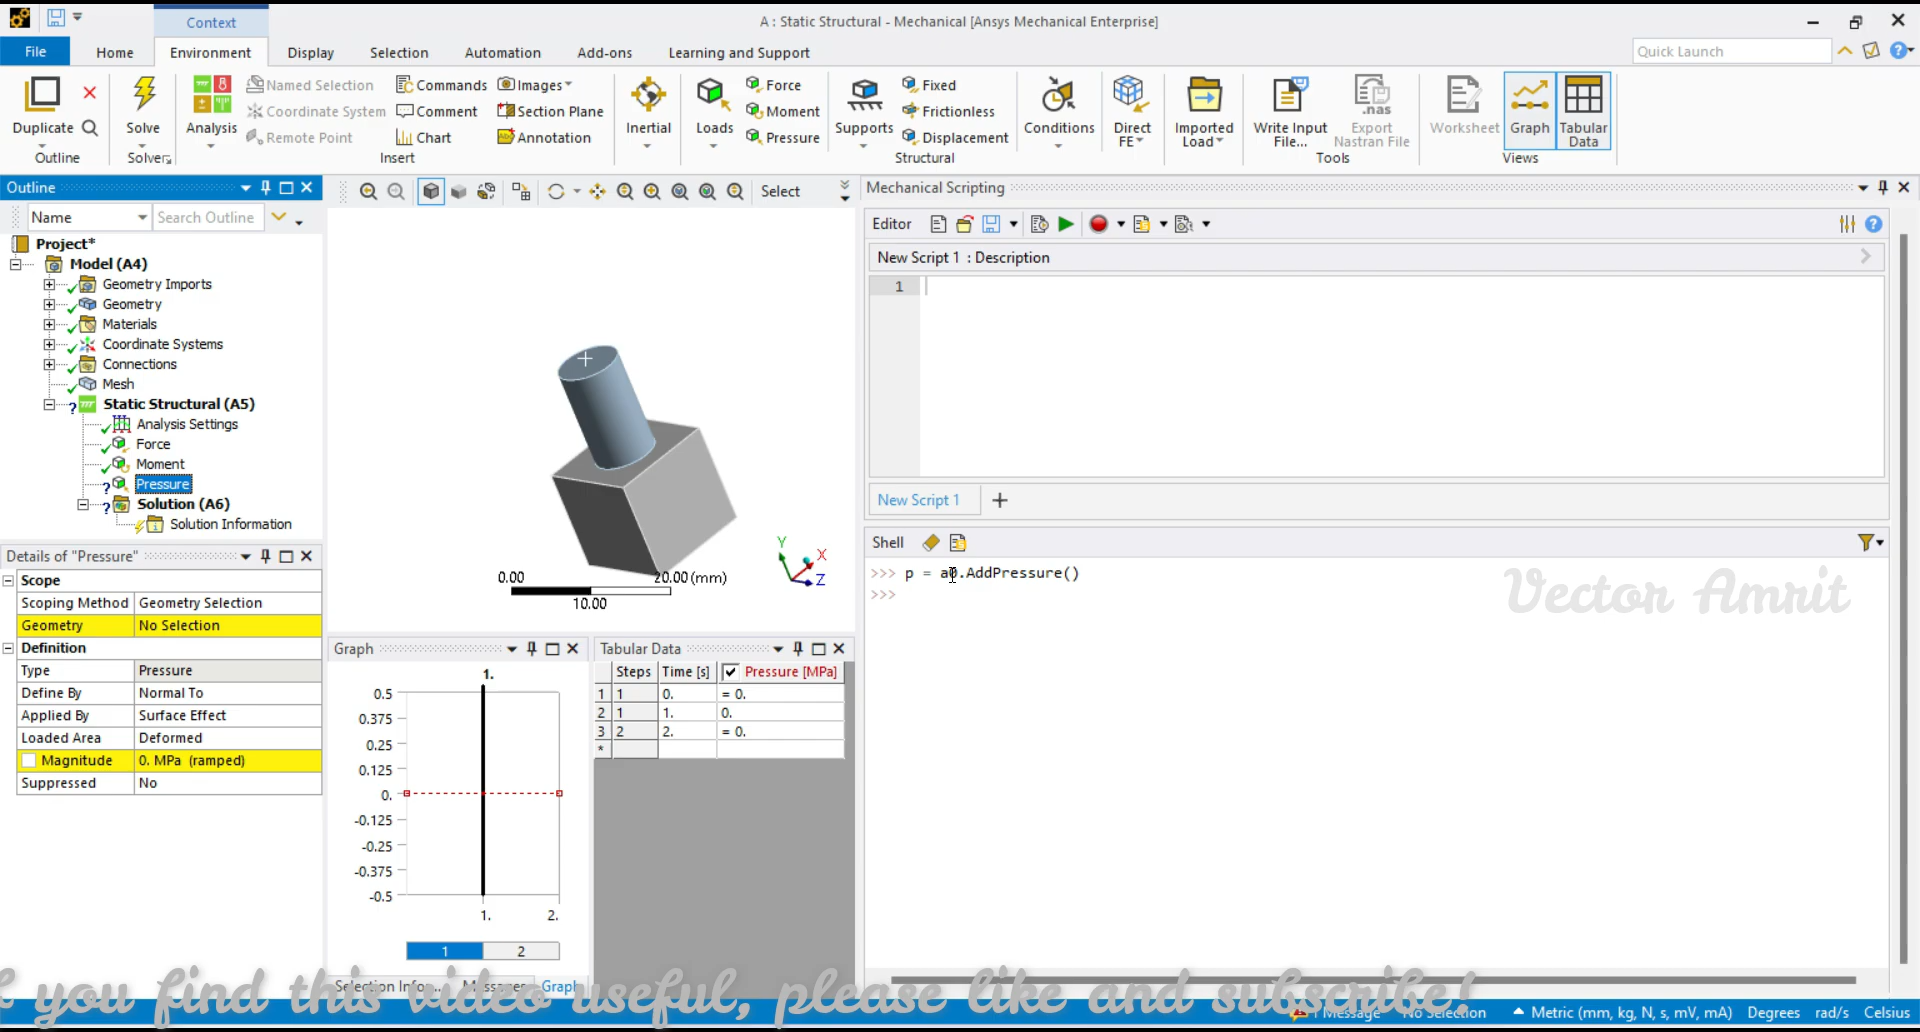 Context
A : Static Structural - Mechanical [Ansys Mechanical Enterprise]
File Home Environment Display Selection Automation Add-ons Learning and Support
Quick Launch
Duplicate
Outline
Solve
Solver
Analysis
Named Selection
Coordinate System
Remote Point
Commands
Comment
Chart
Images
Section Plane
Annotation
Insert
Inertial
Loads
Force
Moment
Pressure
Supports
Fixed
Frictionless
Displacement
Structural
Conditions
Direct
FE
Imported
Load
Write Input
File...
.nas
Export
Nastran File
Tools
Worksheet
Graph
Tabular
Data
Views
Outline
Name
Search Outline
Project*
Model (A4)
Geometry Imports
Geometry
Materials
Coordinate Systems
Connections
Mesh
Static Structural (A5)
Analysis Settings
Force
Moment
Pressure
Solution (A6)
Solution Information
Details of "Pressure"
Scope
Scoping Method Geometry Selection
Geometry No Selection
Definition
Type Pressure
Define By Normal To
Applied By Surface Effect
Loaded Area Deformed
Magnitude 0. MPa (ramped)
Suppressed No
Select
Y
X
Z
0.00 20.00 (mm)
10.00
Graph
1.
0.5
0.375
0.25
0.125
0.
-0.125
-0.25
-0.375
-0.5
1. 2.
1 2
Tabular Data
Steps Time [s] Pressure [MPa]
1 1 0. = 0.
2 1 1. 0.
3 2 2. = 0.
*
Mechanical Scripting
Editor
New Script 1 : Description
1
New Script 1 +
Shell
>>> p = a0.AddPressure()
>>>
Vector Amrit
you find this video useful, please like and subscribe!
Selection Infor... Messages Graph
1 Message No Selection Metric (mm, kg, N, s, mV, mA) Degrees rad/s Celsius